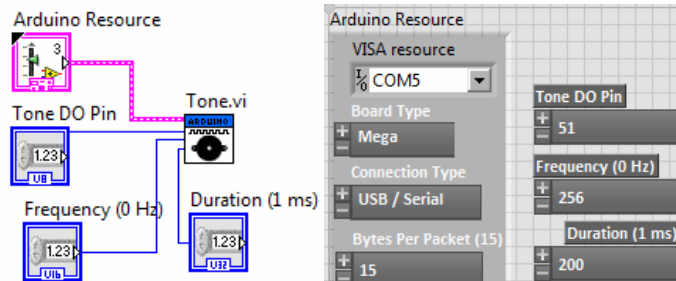 Arduino Resource
3
Tone DO Pin
1.23
U8
Tone.vi
ARDUINO
Frequency (0 Hz)
1.23
U16
Duration (1 ms)
1.23
U32
Arduino Resource
VISA resource
I/O COM5
Board Type
Mega
Connection Type
USB / Serial
Bytes Per Packet (15)
15
Tone DO Pin
51
Frequency (0 Hz)
256
Duration (1 ms)
200